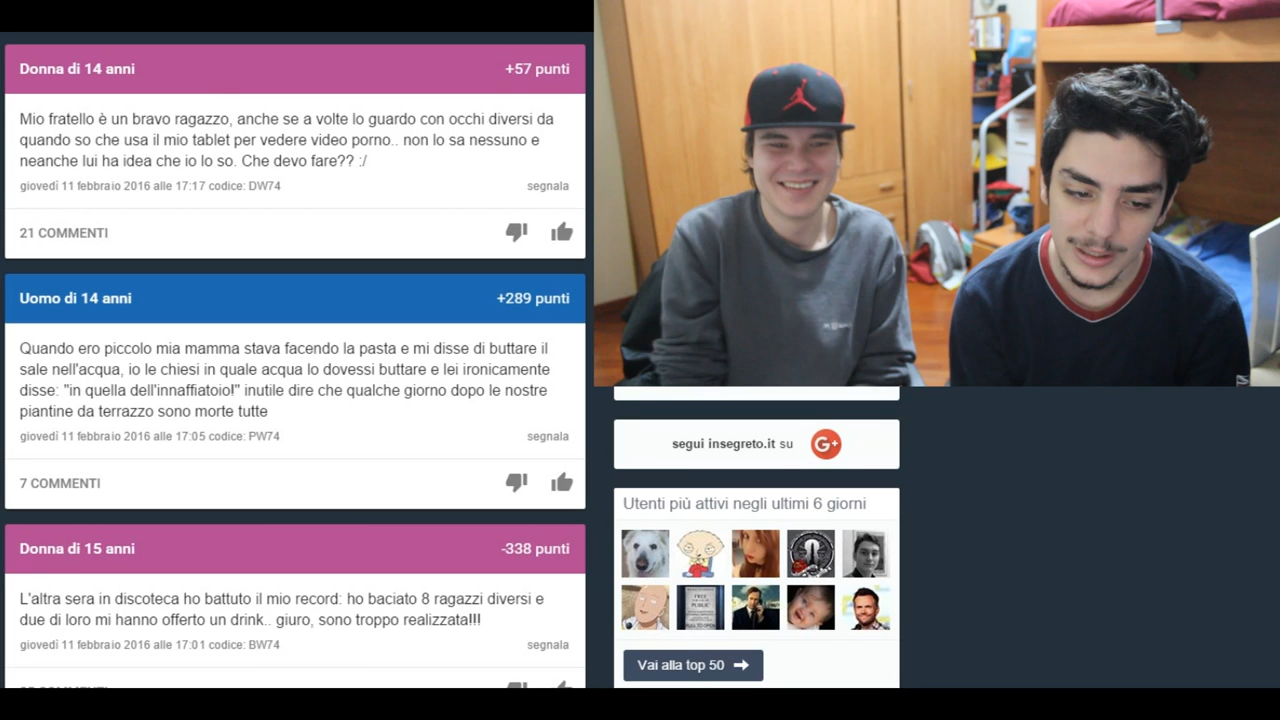 Donna di 14 anni +57 punti
Mio fratello è un bravo ragazzo, anche se a volte lo guardo con occhi diversi da
quando so che usa il mio tablet per vedere video porno.. non lo sa nessuno e
neanche lui ha idea che io lo so. Che devo fare?? :/
giovedì 11 febbraio 2016 alle 17:17 codice: DW74 segnala
21 COMMENTI
Uomo di 14 anni +289 punti
Quando ero piccolo mia mamma stava facendo la pasta e mi disse di buttare il
sale nell'acqua, io le chiesi in quale acqua lo dovessi buttare e lei ironicamente
disse: "in quella dell'innaffiatoio!" inutile dire che qualche giorno dopo le nostre
piantine da terrazzo sono morte tutte
giovedì 11 febbraio 2016 alle 17:05 codice: PW74 segnala
7 COMMENTI
Donna di 15 anni -338 punti
L'altra sera in discoteca ho battuto il mio record: ho baciato 8 ragazzi diversi e
due di loro mi hanno offerto un drink.. giuro, sono troppo realizzata!!!
giovedì 11 febbraio 2016 alle 17:01 codice: BW74 segnala
segui insegreto.it su G+
Utenti più attivi negli ultimi 6 giorni
Vai alla top 50